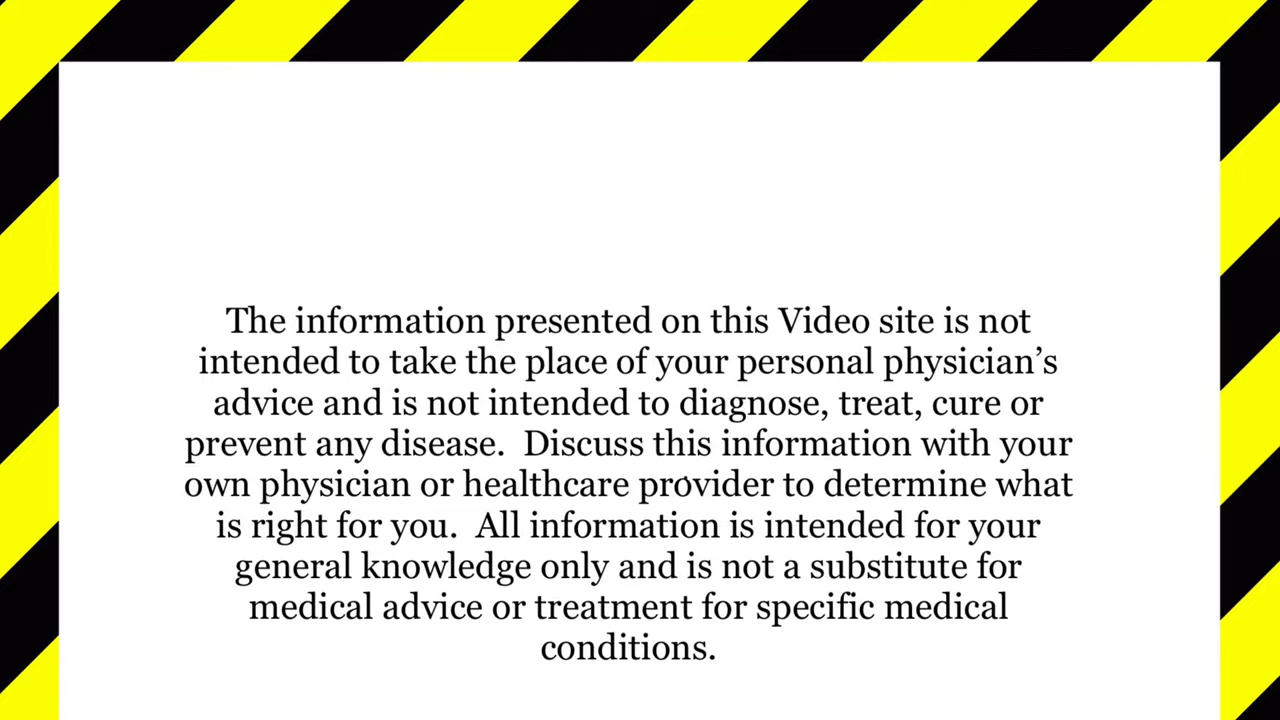 The information presented on this Video site is not
intended to take the place of your personal physician’s
advice and is not intended to diagnose, treat, cure or
prevent any disease.  Discuss this information with your
own physician or healthcare provider to determine what
is right for you.  All information is intended for your
general knowledge only and is not a substitute for
medical advice or treatment for specific medical
conditions.